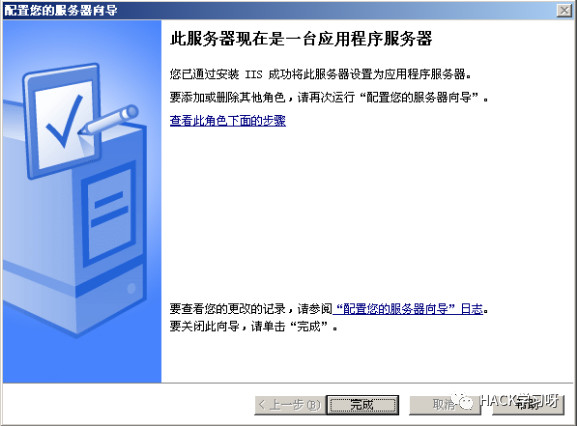 配置您的服务器向导
此服务器现在是一台应用程序服务器
您已通过安装 IIS 成功将此服务器设置为应用程序服务器。
要添加或删除其他角色，请再次运行“配置您的服务器向导”。
查看此角色下面的步骤
要查看您的更改的记录，请参阅“配置您的服务器向导”日志。
要关闭此向导，请单击“完成”。
< 上一步(B) 完成 取消 帮助
HACK学习呀